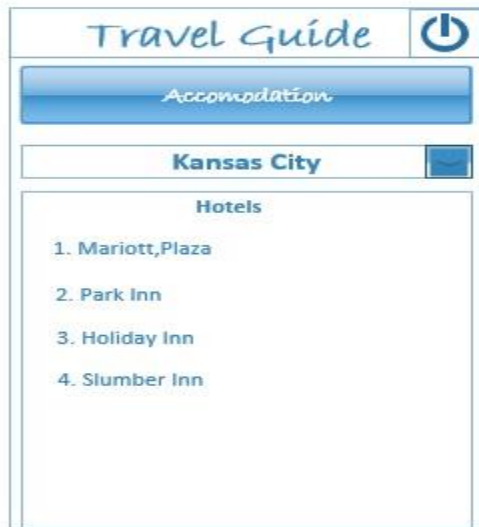 Travel Guide
Accomodation
Kansas City
Hotels
1. Mariott,Plaza
2. Park Inn
3. Holiday Inn
4. Slumber Inn